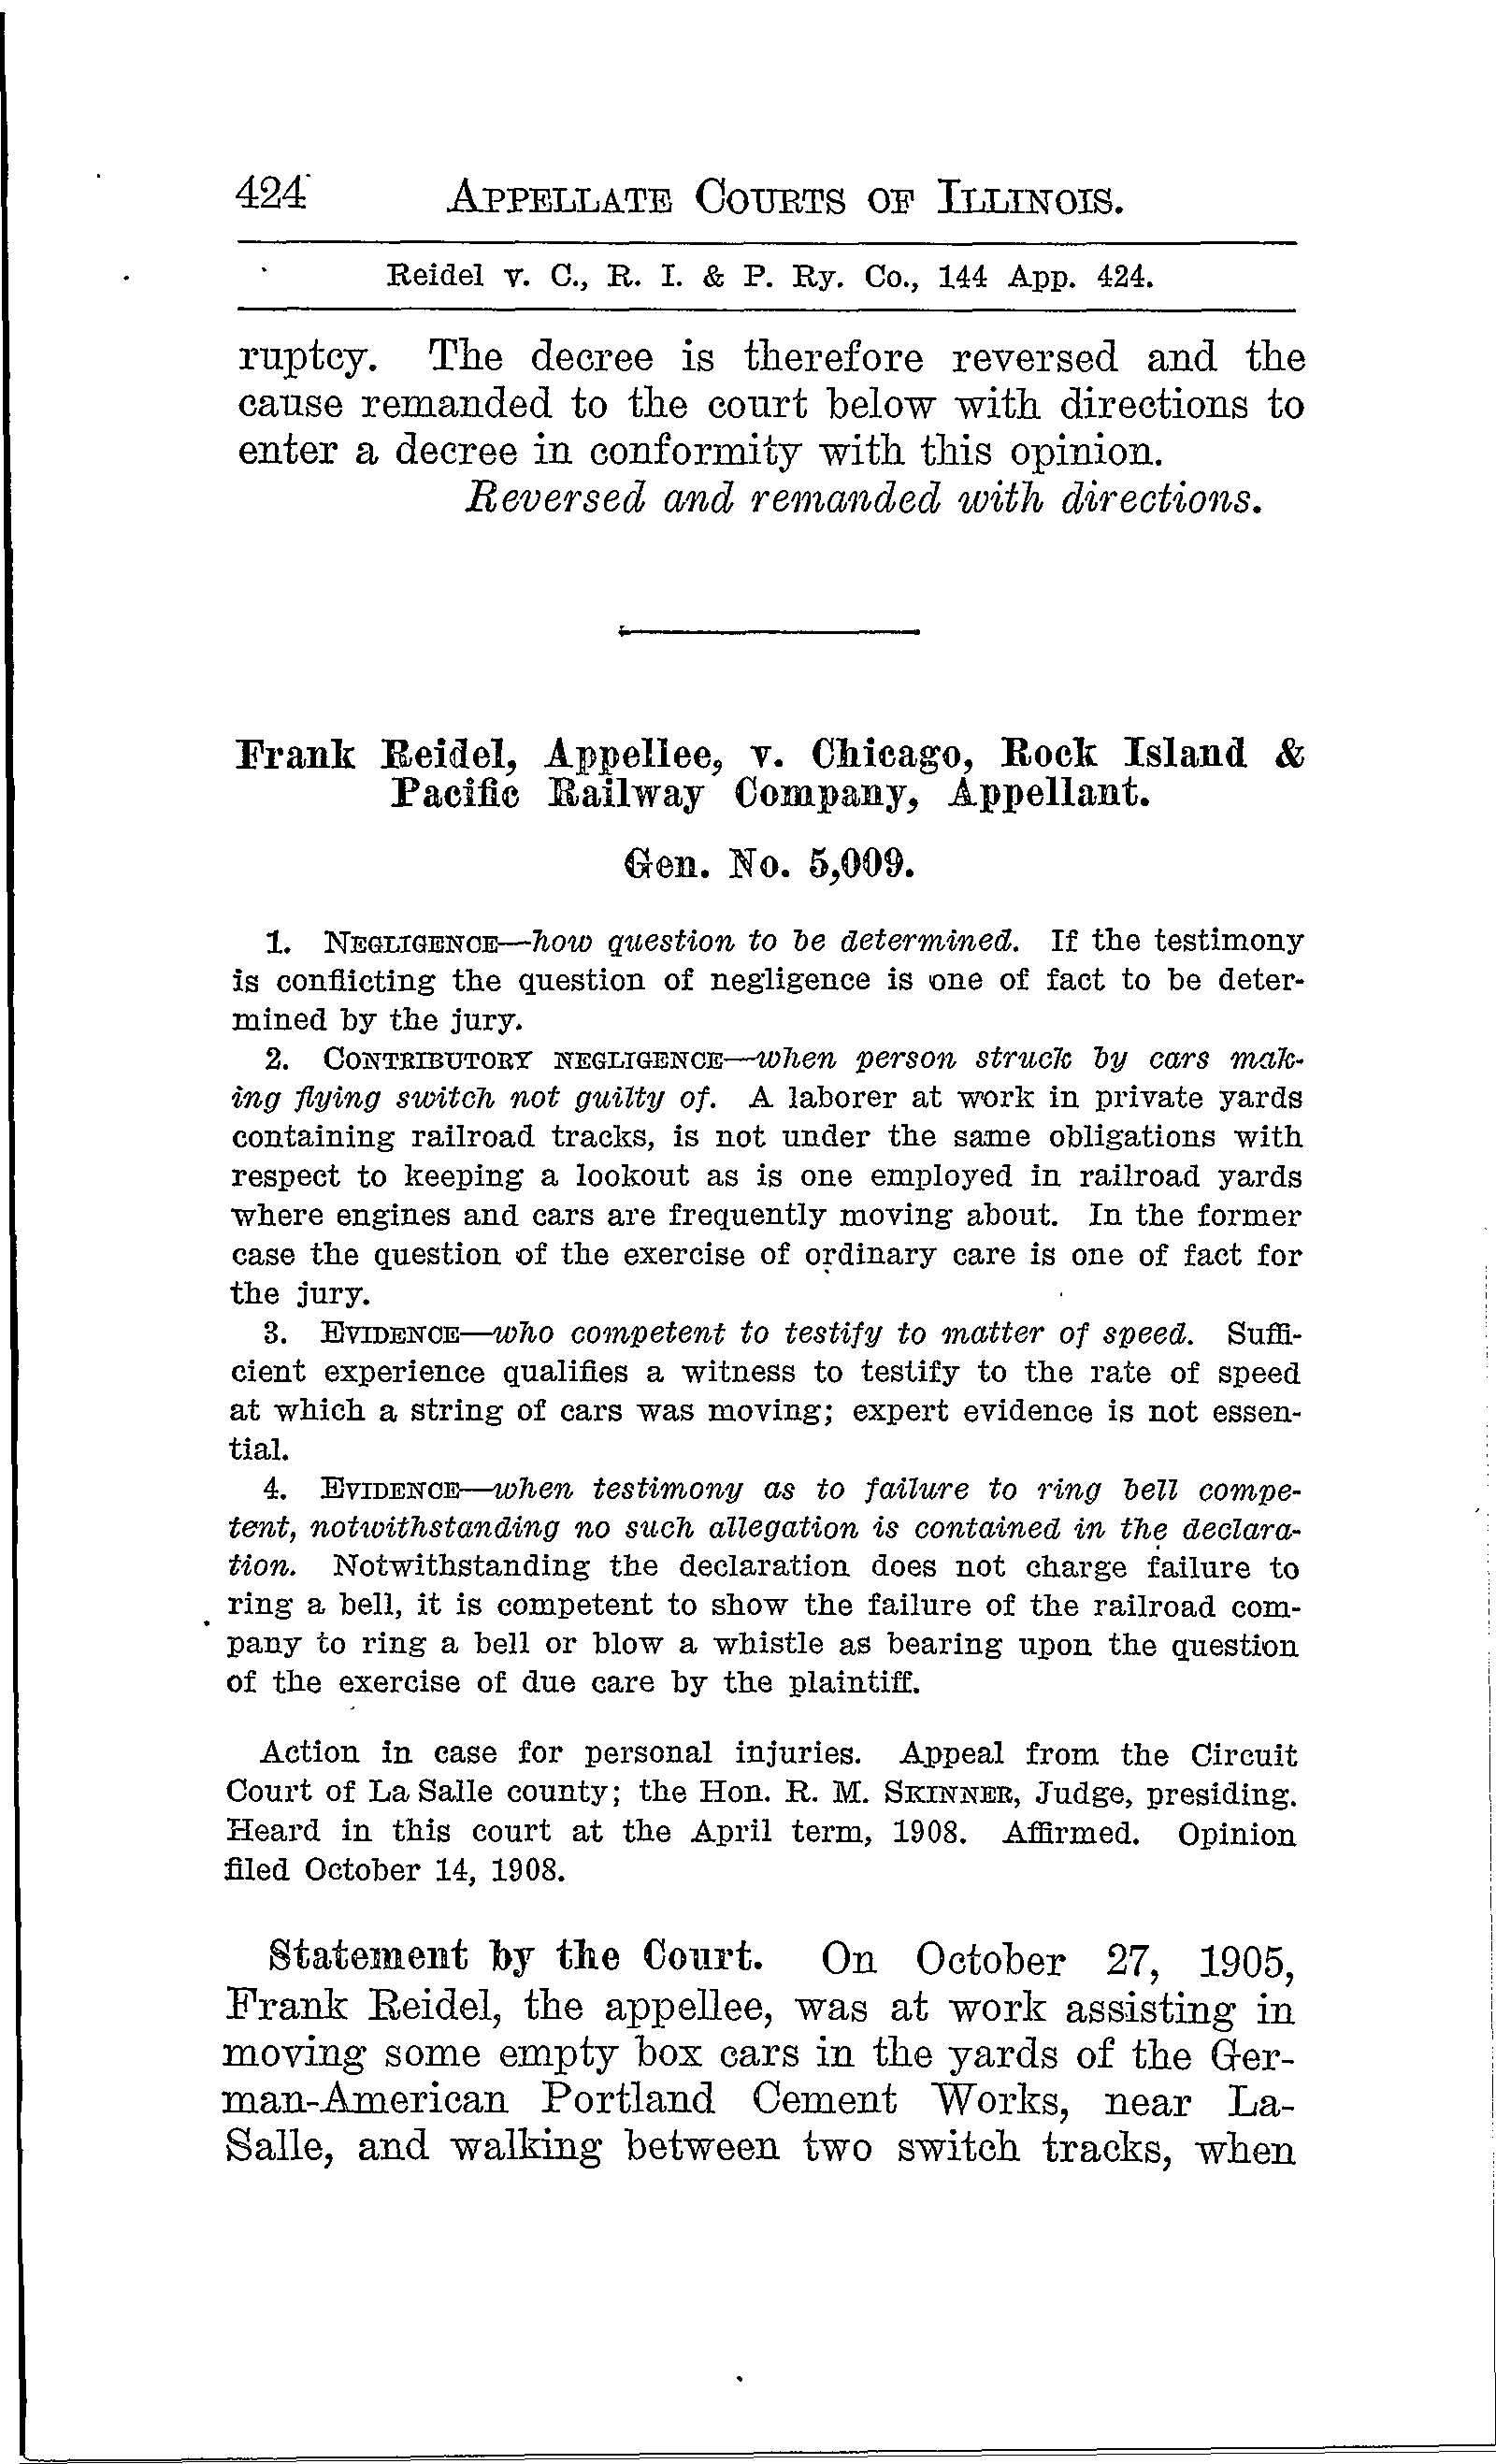 424 APPELLATE COURTS OF ILLINOIS.
Reidel v. C., R. I. & P. Ry. Co., 144 App. 424.
ruptcy. The decree is therefore reversed and the
cause remanded to the court below with directions to
enter a decree in conformity with this opinion.
Reversed and remanded with directions.
Frank Reidel, Appellee, v. Chicago, Rock Island &
Pacific Railway Company, Appellant.
Gen. No. 5,009.
1. NEGLIGENCE—how question to be determined. If the testimony
is conflicting the question of negligence is one of fact to be deter-
mined by the jury.
2. CONTRIBUTORY NEGLIGENCE—when person struck by cars mak-
ing flying switch not guilty of. A laborer at work in private yards
containing railroad tracks, is not under the same obligations with
respect to keeping a lookout as is one employed in railroad yards
where engines and cars are frequently moving about. In the former
case the question of the exercise of ordinary care is one of fact for
the jury.
3. EVIDENCE—who competent to testify to matter of speed. Suffi-
cient experience qualifies a witness to testify to the rate of speed
at which a string of cars was moving; expert evidence is not essen-
tial.
4. EVIDENCE—when testimony as to failure to ring bell compe-
tent, notwithstanding no such allegation is contained in the declara-
tion. Notwithstanding the declaration does not charge failure to
ring a bell, it is competent to show the failure of the railroad com-
pany to ring a bell or blow a whistle as bearing upon the question
of the exercise of due care by the plaintiff.
Action in case for personal injuries. Appeal from the Circuit
Court of La Salle county; the Hon. R. M. SKINNER, Judge, presiding.
Heard in this court at the April term, 1908. Affirmed. Opinion
filed October 14, 1908.
Statement by the Court. On October 27, 1905,
Frank Reidel, the appellee, was at work assisting in
moving some empty box cars in the yards of the Ger-
man-American Portland Cement Works, near La-
Salle, and walking between two switch tracks, when